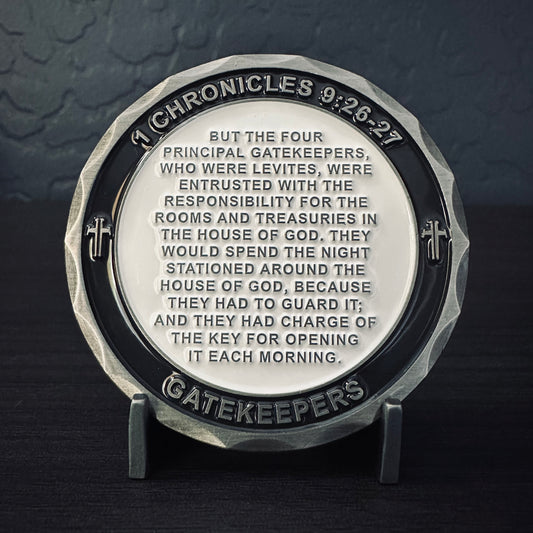 1 CHRONICLES 9:26-27
BUT THE FOUR
PRINCIPAL GATEKEEPERS,
WHO WERE LEVITES, WERE
ENTRUSTED WITH THE
RESPONSIBILITY FOR THE
ROOMS AND TREASURIES IN
THE HOUSE OF GOD. THEY
WOULD SPEND THE NIGHT
STATIONED AROUND THE
HOUSE OF GOD, BECAUSE
THEY HAD TO GUARD IT;
AND THEY HAD CHARGE OF
THE KEY FOR OPENING
IT EACH MORNING.
GATEKEEPERS